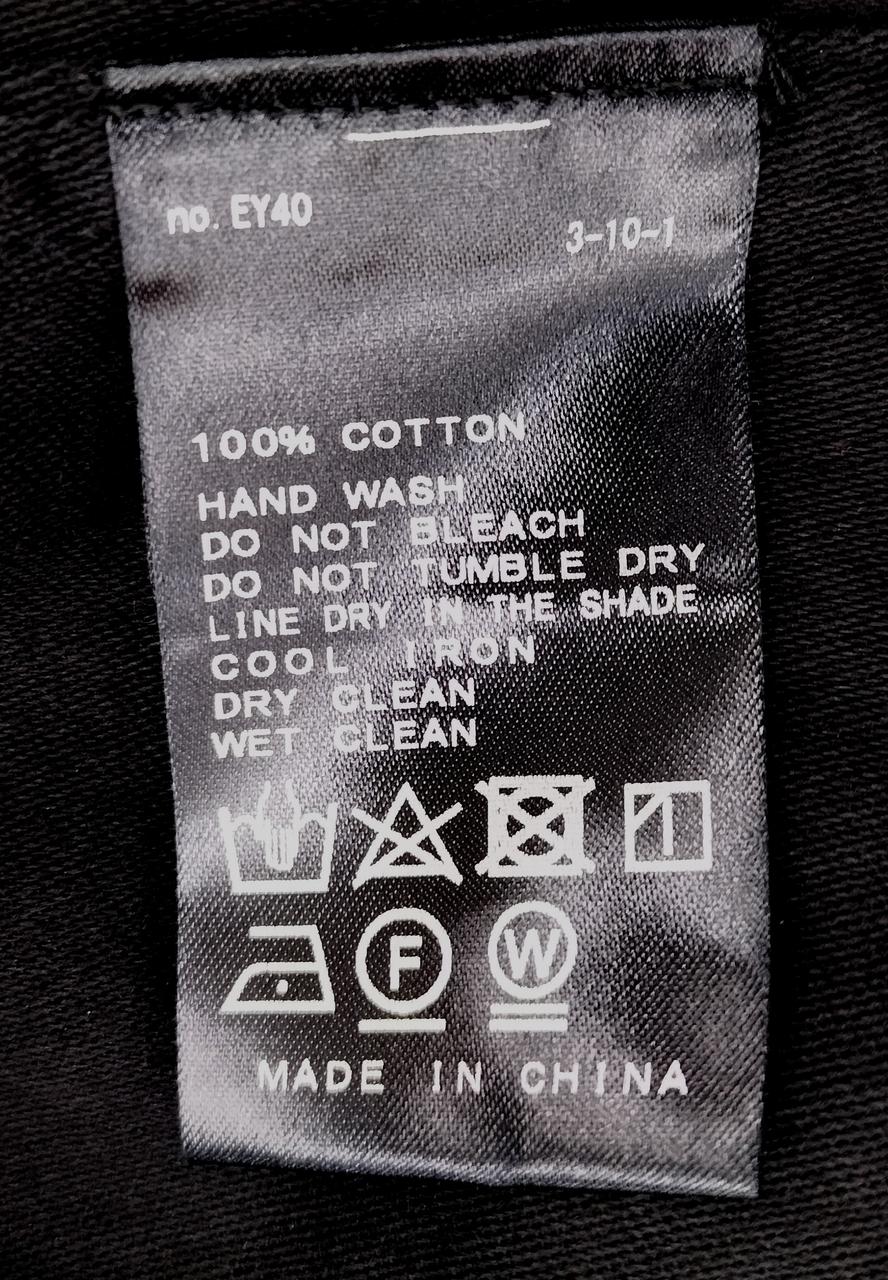 no. EY40
3-10-1
100% COTTON
HAND WASH
DO NOT BLEACH
DO NOT TUMBLE DRY
LINE DRY IN THE SHADE
COOL IRON
DRY CLEAN
WET CLEAN
F W
MADE IN CHINA